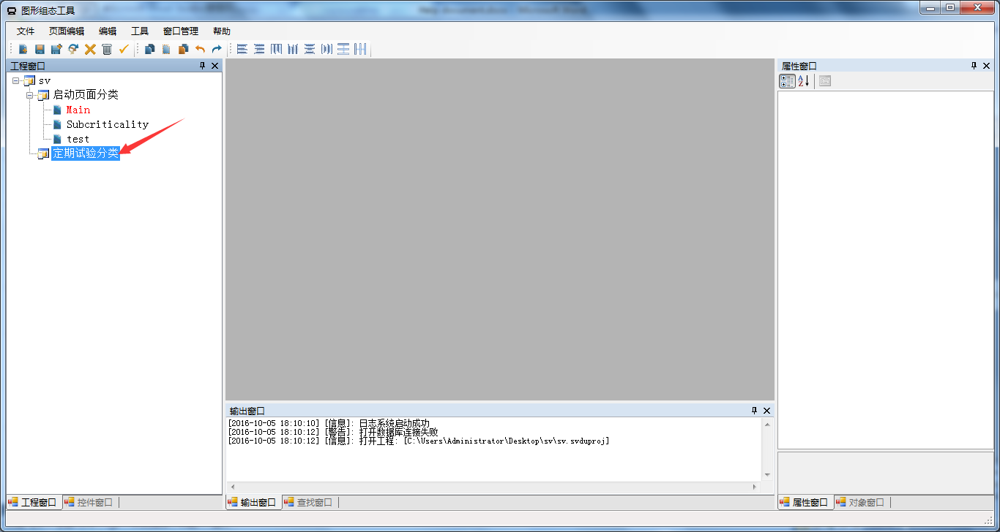 图形组态工具
文件 页面编辑 编辑 工具 窗口管理 帮助
工程窗口
sv
启动页面分类
Main
Subcriticality
test
定期试验分类
工程窗口 控件窗口
输出窗口
[2016-10-05 18:10:10] [信息]: 日志系统启动成功
[2016-10-05 18:10:12] [警告]: 打开数据库连接失败
[2016-10-05 18:10:12] [信息]: 打开工程: [C:\Users\Administrator\Desktop\sv\sv.svduproj]
输出窗口 查找窗口
属性窗口
属性窗口 对象窗口